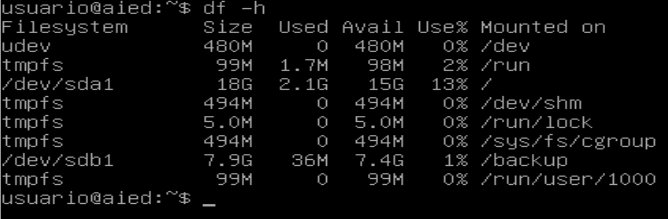 usuario@aied:~$ df -h
Filesystem      Size  Used Avail Use% Mounted on
udev            480M     0  480M   0% /dev
tmpfs            99M  1.7M   98M   2% /run
/dev/sda1        18G  2.1G   15G  13% /
tmpfs           494M     0  494M   0% /dev/shm
tmpfs           5.0M     0  5.0M   0% /run/lock
tmpfs           494M     0  494M   0% /sys/fs/cgroup
/dev/sdb1       7.9G   36M  7.4G   1% /backup
tmpfs            99M     0   99M   0% /run/user/1000
usuario@aied:~$ _